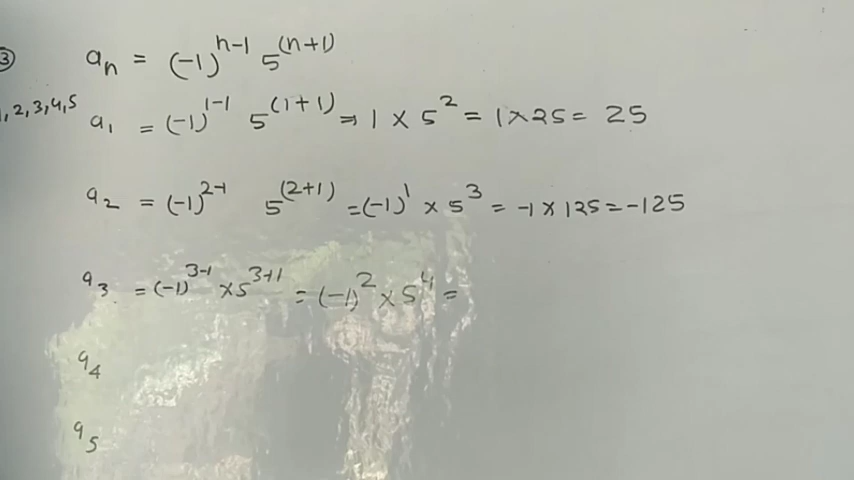 ③ aₙ = (-1)ⁿ⁻¹ 5⁽ⁿ⁺¹⁾
1,2,3,4,5
a₁ = (-1)¹⁻¹ 5⁽¹⁺¹⁾ ⇒ 1 × 5² = 1×25 = 25
a₂ = (-1)²⁻¹ 5⁽²⁺¹⁾ = (-1)¹ × 5³ = -1 × 125 = -125
a₃ = (-1)³⁻¹ ×5³⁺¹ = (-1)² × 5⁴ =
a₄
a₅